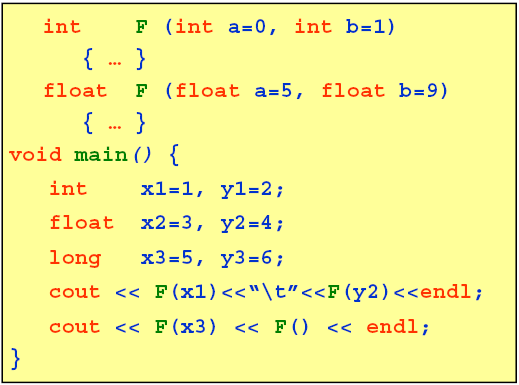 int F (int a=0, int b=1)
{ … }
float F (float a=5, float b=9)
{ … }
void main() {
int x1=1, y1=2;
float x2=3, y2=4;
long x3=5, y3=6;
cout << F(x1)<<“\t”<<F(y2)<<endl;
cout << F(x3) << F() << endl;
}